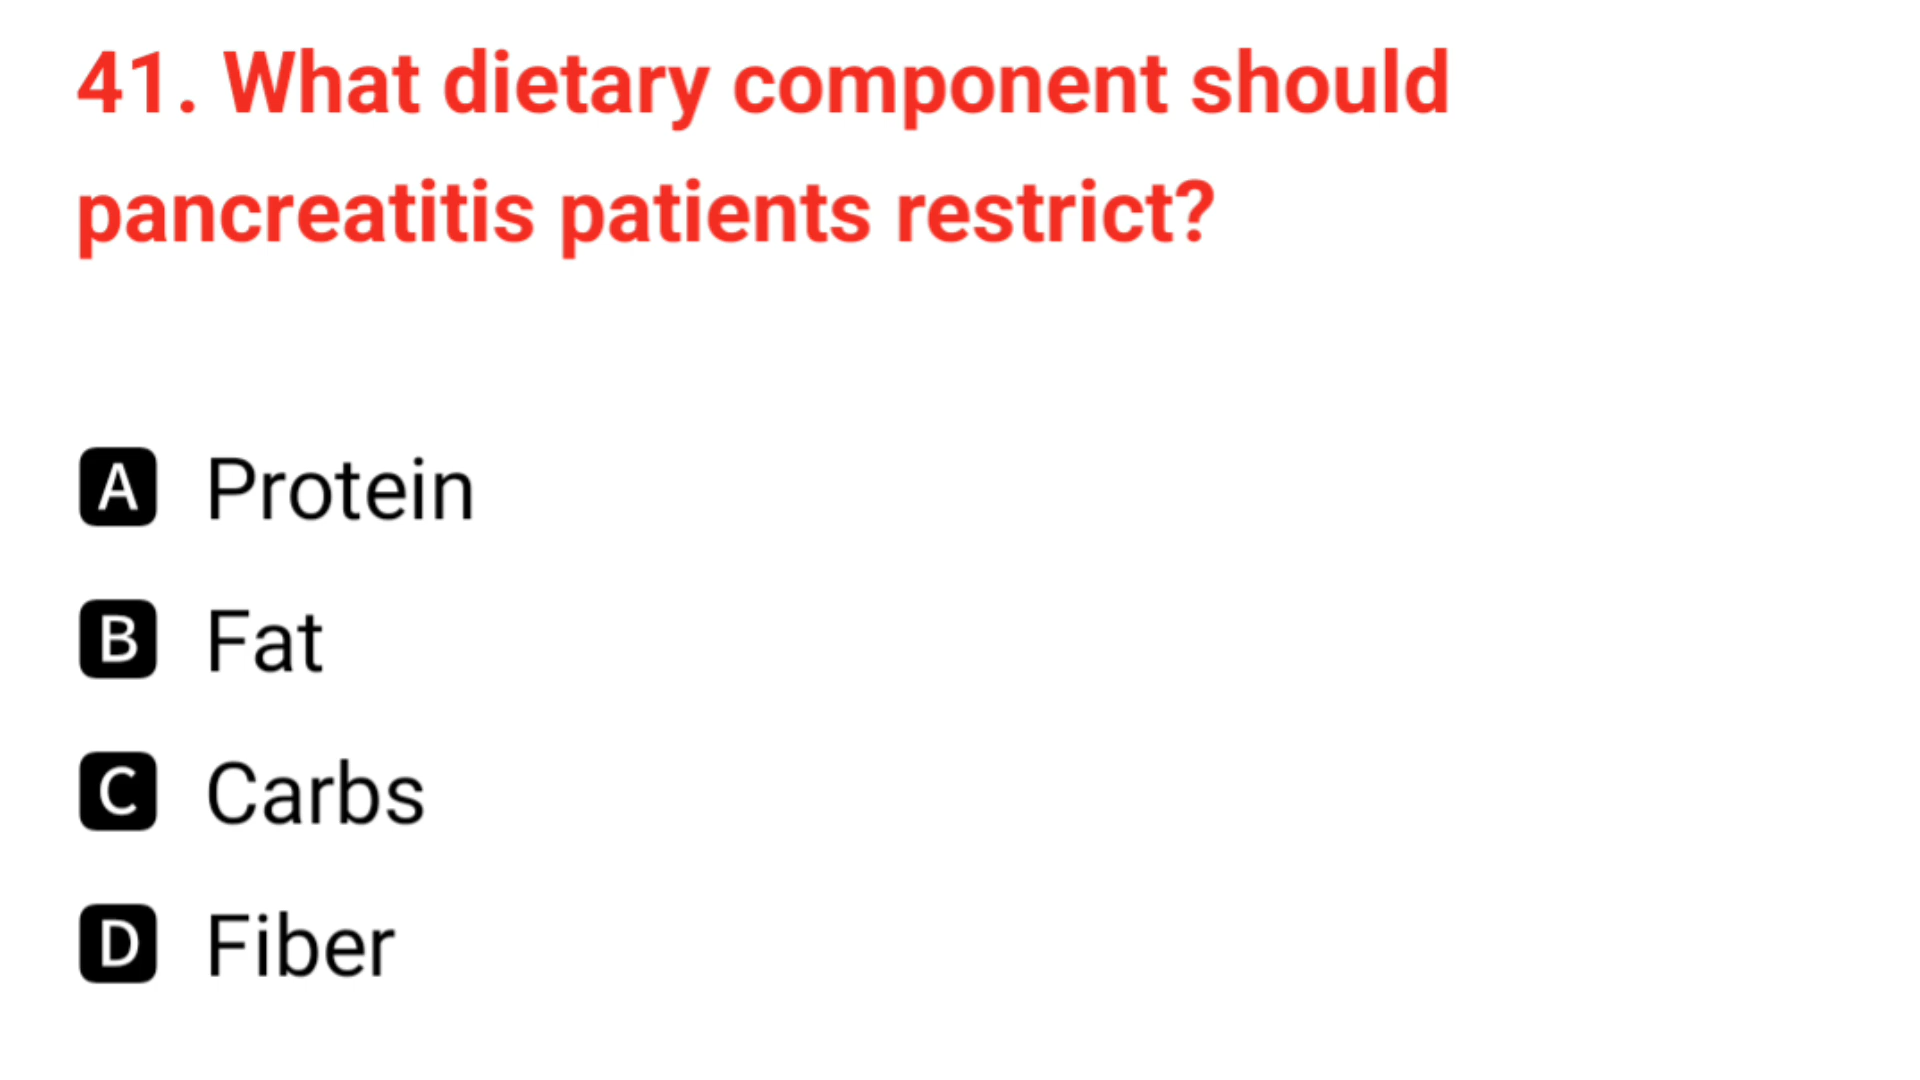 41. What dietary component should
pancreatitis patients restrict?
A Protein
B Fat
C Carbs
D Fiber